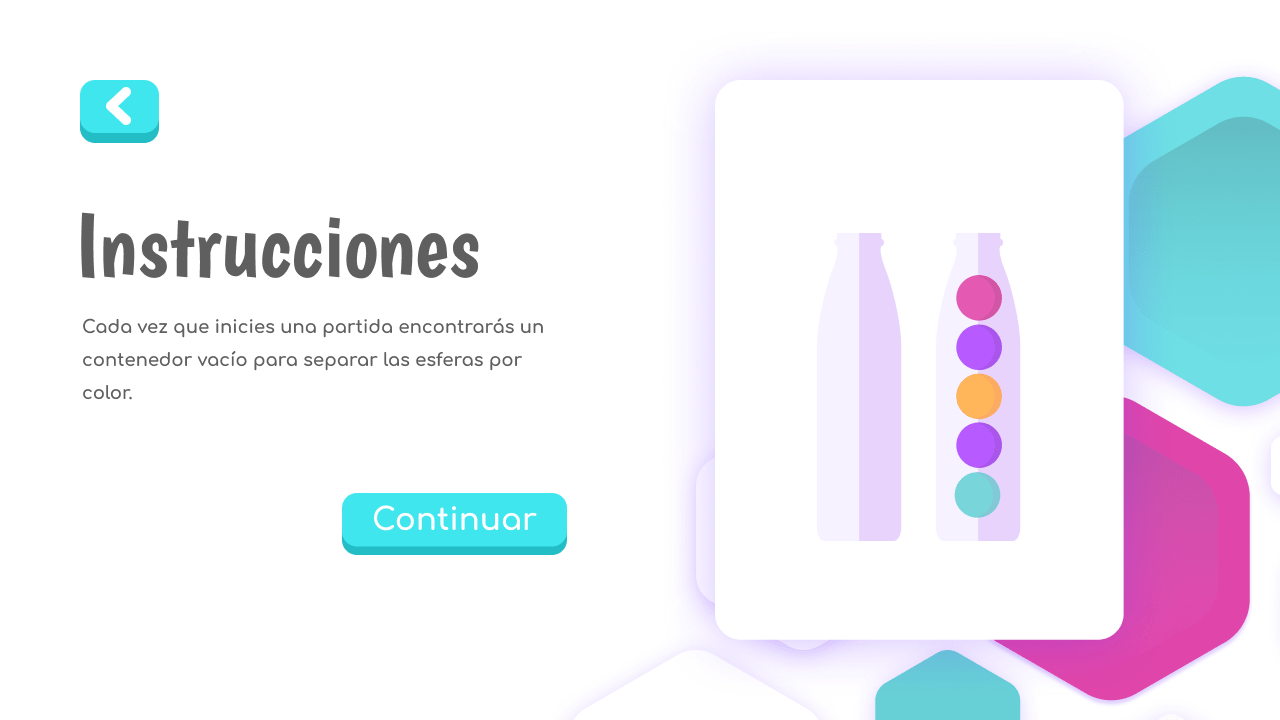 Instrucciones
Cada vez que inicies una partida encontrarás un
contenedor vacío para separar las esferas por
color.
Continuar